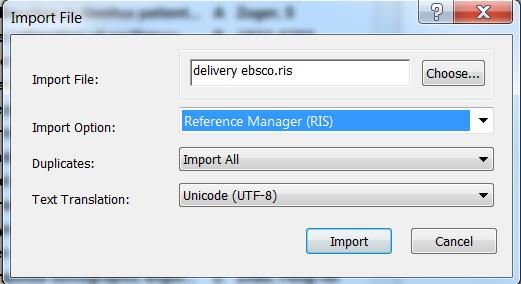 Import File
?
X
Import File:
delivery ebsco.ris
Choose...
Import Option:
Reference Manager (RIS)
Duplicates:
Import All
Text Translation:
Unicode (UTF-8)
Import
Cancel